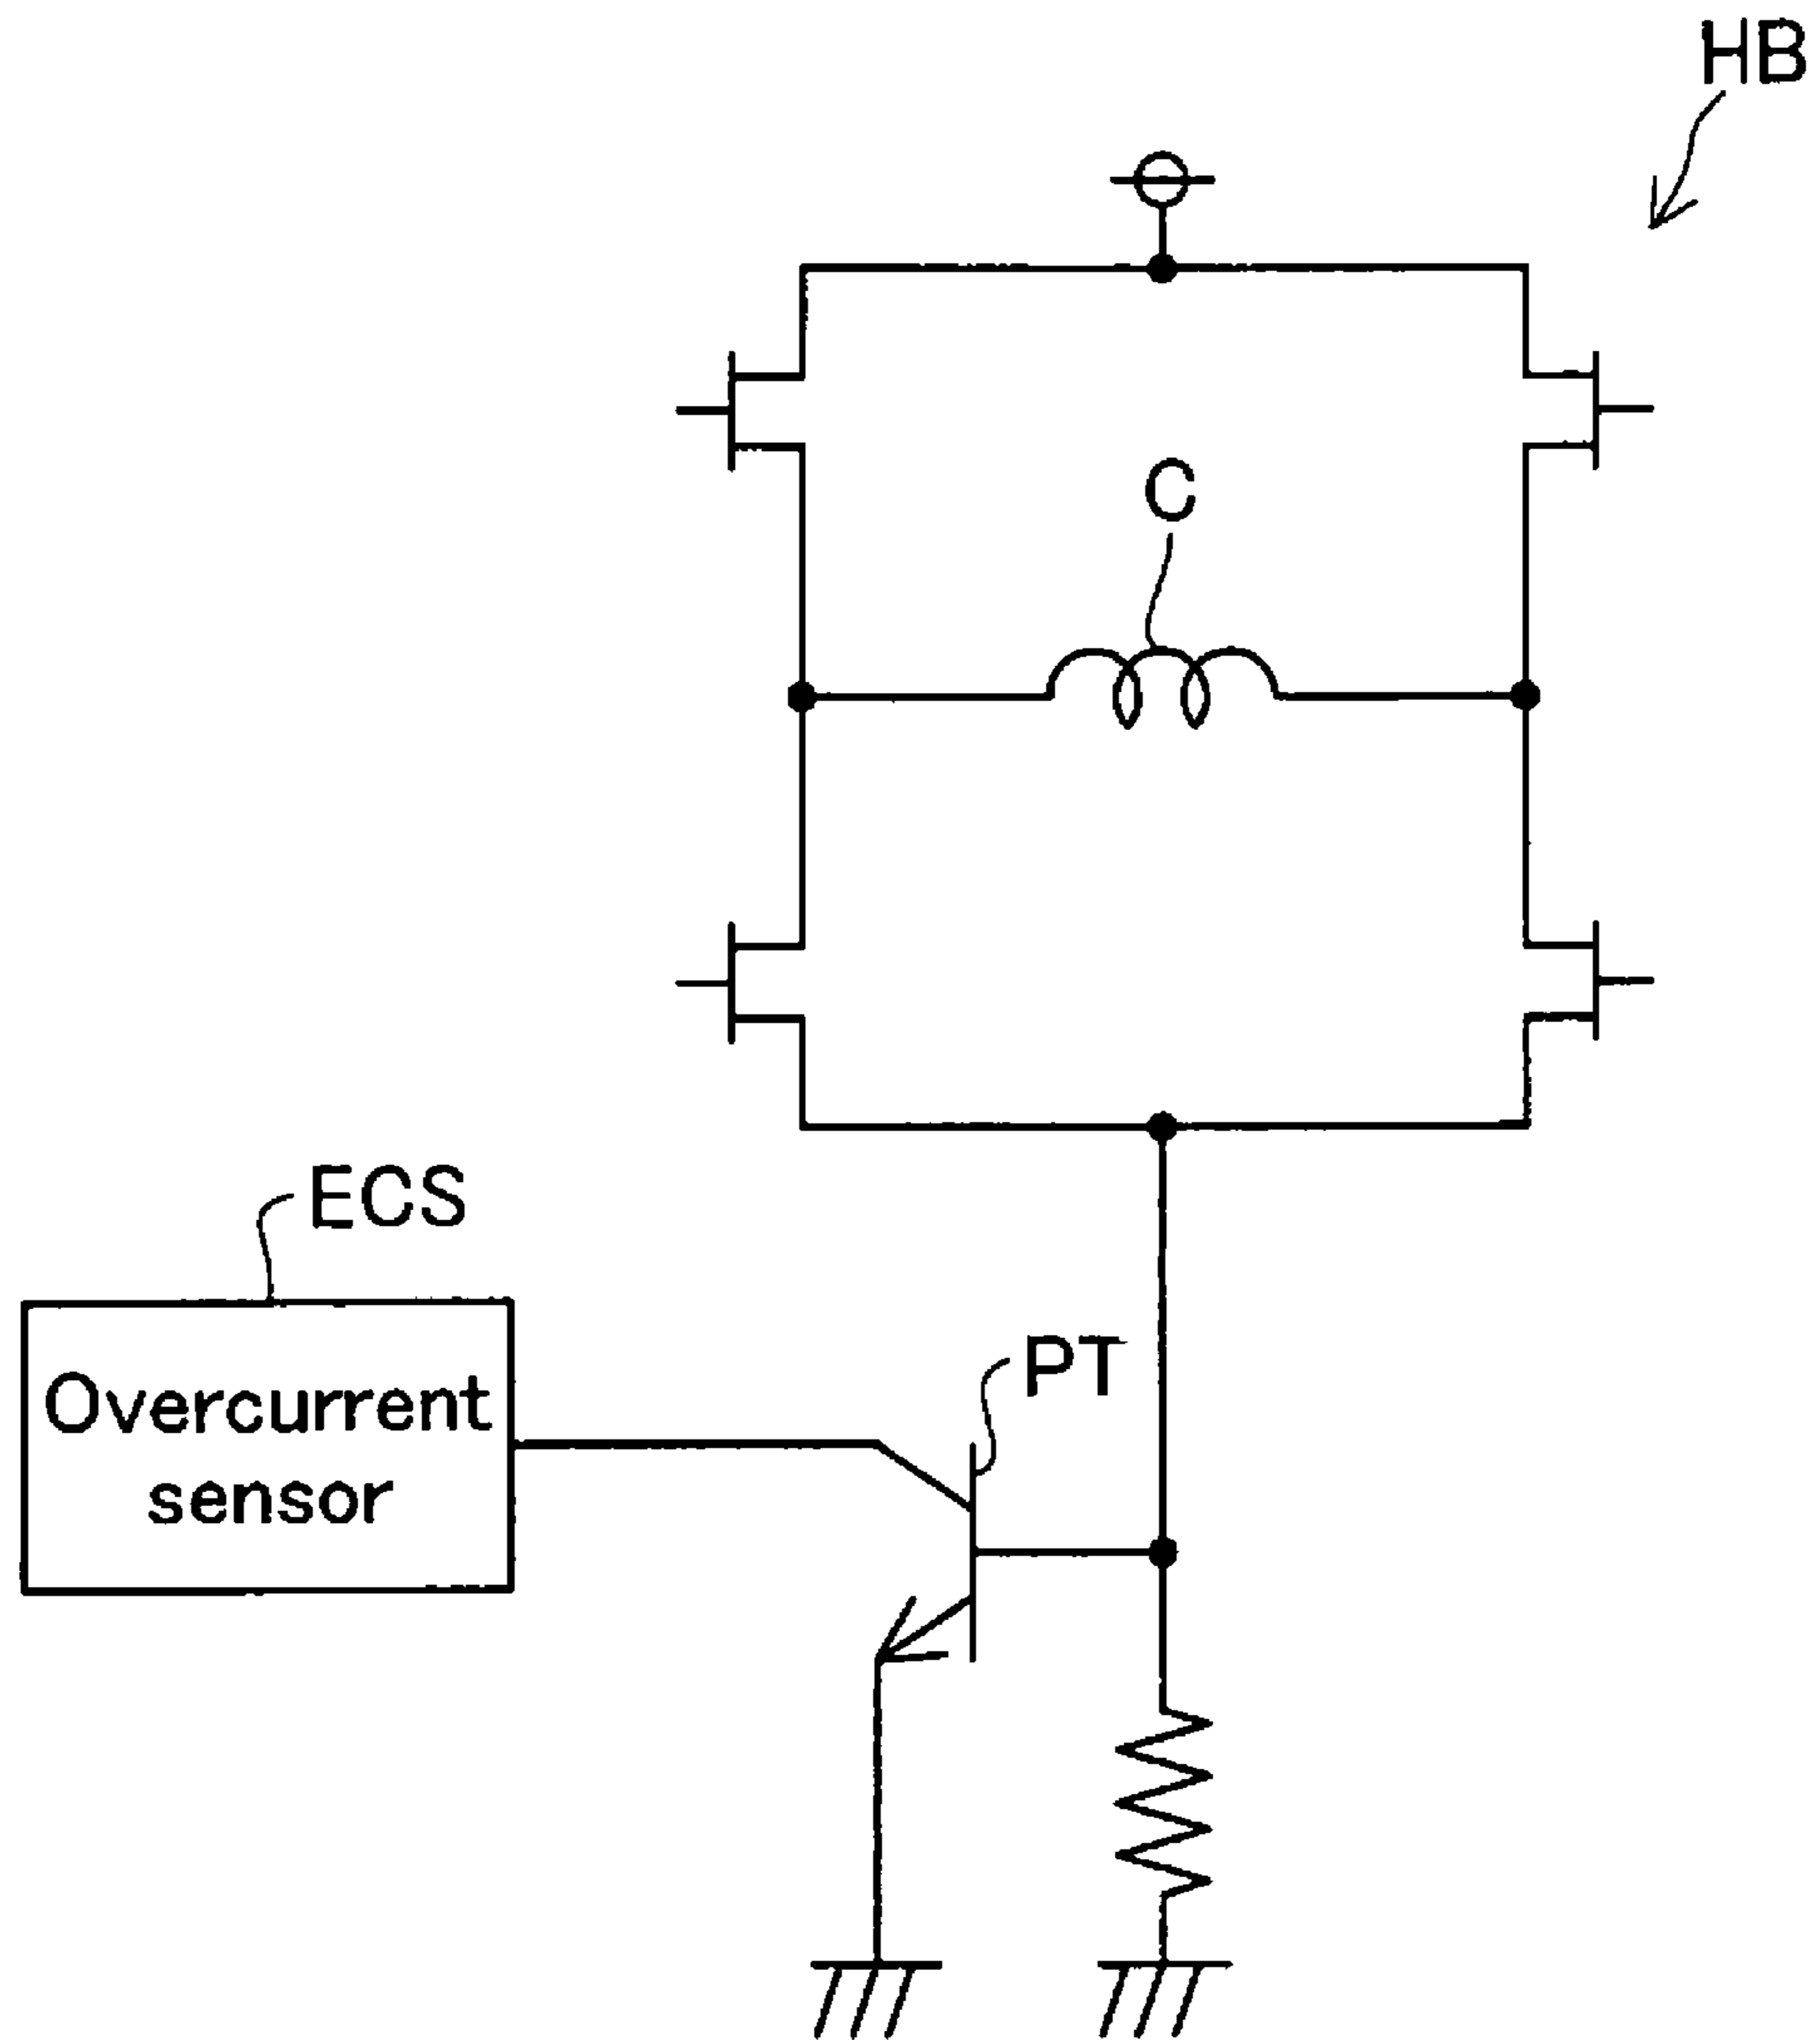 HB
C
ECS
Overcurrent
sensor
PT